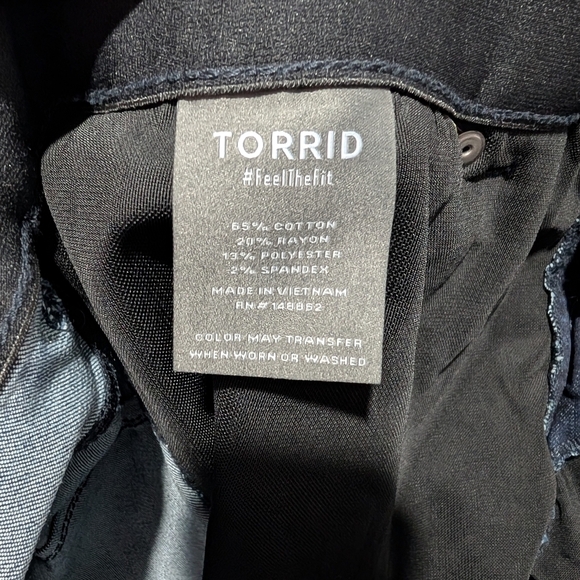 TORRID
#FeelTheFit
65% COTTON
20% RAYON
13% POLYESTER
2% SPANDEX
MADE IN VIETNAM
RN# 148862
COLOR MAY TRANSFER
WHEN WORN OR WASHED